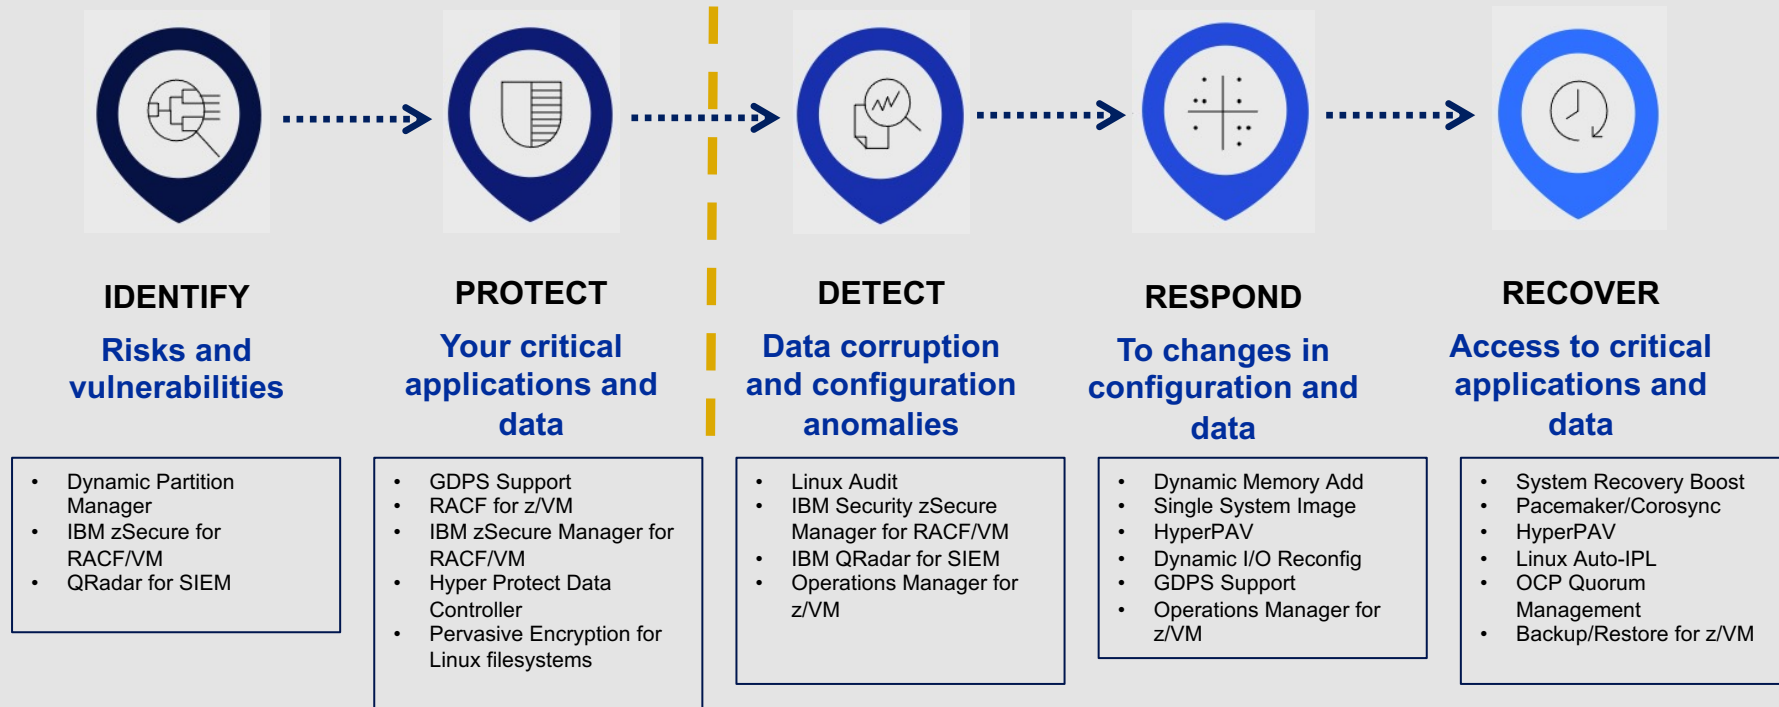 IDENTIFY
Risks and
vulnerabilities
• Dynamic Partition
Manager
• IBM zSecure for
RACF/VM
• QRadar for SIEM
PROTECT
Your critical
applications and
data
• GDPS Support
• RACF for z/VM
• IBM zSecure Manager for
RACF/VM
• Hyper Protect Data
Controller
• Pervasive Encryption for
Linux filesystems
DETECT
Data corruption
and configuration
anomalies
• Linux Audit
• IBM Security zSecure
Manager for RACF/VM
• IBM QRadar for SIEM
• Operations Manager for
z/VM
RESPOND
To changes in
configuration and
data
• Dynamic Memory Add
• Single System Image
• HyperPAV
• Dynamic I/O Reconfig
• GDPS Support
• Operations Manager for
z/VM
RECOVER
Access to critical
applications and
data
• System Recovery Boost
• Pacemaker/Corosync
• HyperPAV
• Linux Auto-IPL
• OCP Quorum
Management
• Backup/Restore for z/VM